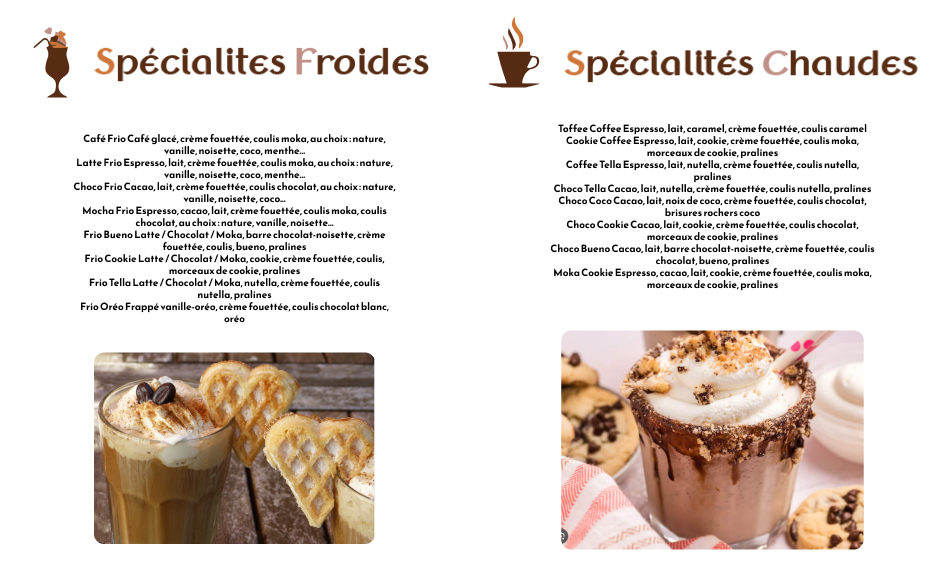 Spécialites Froides
Café Frio Café glacé, crème fouettée, coulis moka, au choix : nature,
vanille, noisette, coco, menthe...
Latte Frio Espresso, lait, crème fouettée, coulis moka, au choix : nature,
vanille, noisette, coco, menthe...
Choco Frio Cacao, lait, crème fouettée, coulis chocolat, au choix : nature,
vanille, noisette, coco...
Mocha Frio Espresso, cacao, lait, crème fouettée, coulis moka, coulis
chocolat, au choix : nature, vanille, noisette...
Frio Bueno Latte / Chocolat / Moka, barre chocolat-noisette, crème
fouettée, coulis, bueno, pralines
Frio Cookie Latte / Chocolat / Moka, cookie, crème fouettée, coulis,
morceaux de cookie, pralines
Frio Tella Latte / Chocolat / Moka, nutella, crème fouettée, coulis
nutella, pralines
Frio Oréo Frappé vanille-oréo, crème fouettée, coulis chocolat blanc,
oréo
Spécialités Chaudes
Toffee Coffee Espresso, lait, caramel, crème fouettée, coulis caramel
Cookie Coffee Espresso, lait, cookie, crème fouettée, coulis moka,
morceaux de cookie, pralines
Coffee Tella Espresso, lait, nutella, crème fouettée, coulis nutella,
pralines
Choco Tella Cacao, lait, nutella, crème fouettée, coulis nutella, pralines
Choco Coco Cacao, lait, noix de coco, crème fouettée, coulis chocolat,
brisures rochers coco
Choco Cookie Cacao, lait, cookie, crème fouettée, coulis chocolat,
morceaux de cookie, pralines
Choco Bueno Cacao, lait, barre chocolat-noisette, crème fouettée, coulis
chocolat, bueno, pralines
Moka Cookie Espresso, cacao, lait, cookie, crème fouettée, coulis moka,
morceaux de cookie, pralines